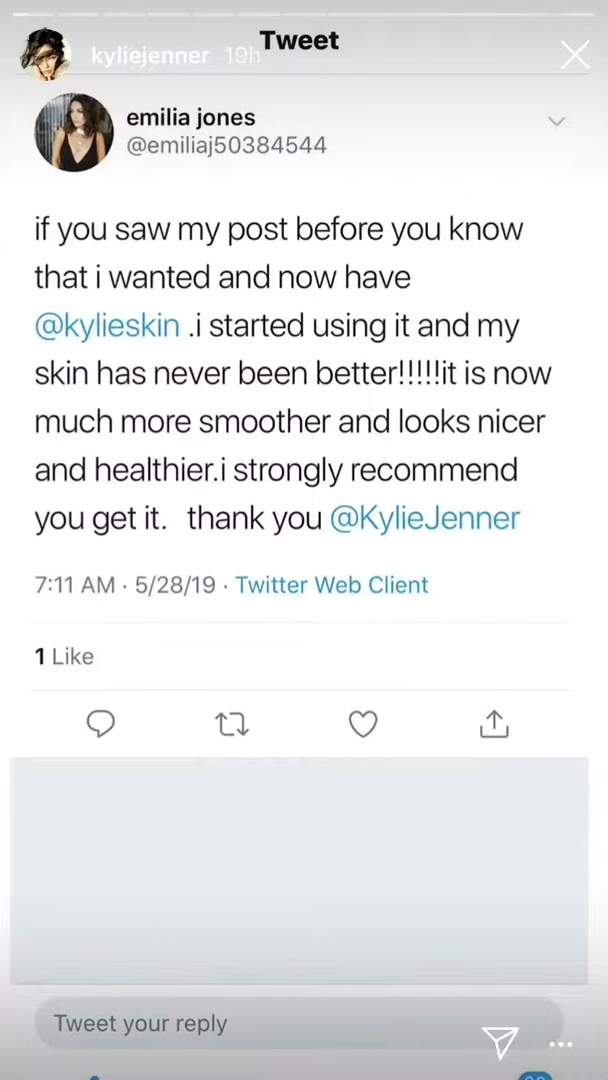 Tweet
kyliejenner 19h
emilia jones
@emiliaj50384544
if you saw my post before you know
that i wanted and now have
@kylieskin .i started using it and my
skin has never been better!!!!!it is now
much more smoother and looks nicer
and healthier.i strongly recommend
you get it.  thank you @KylieJenner
7:11 AM · 5/28/19 · Twitter Web Client
1 Like
Tweet your reply